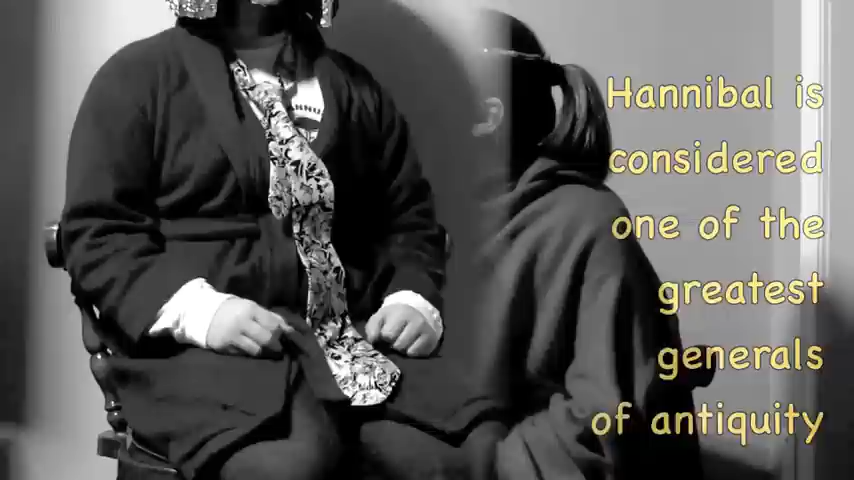 Hannibal is
considered
one of the
greatest
generals
of antiquity